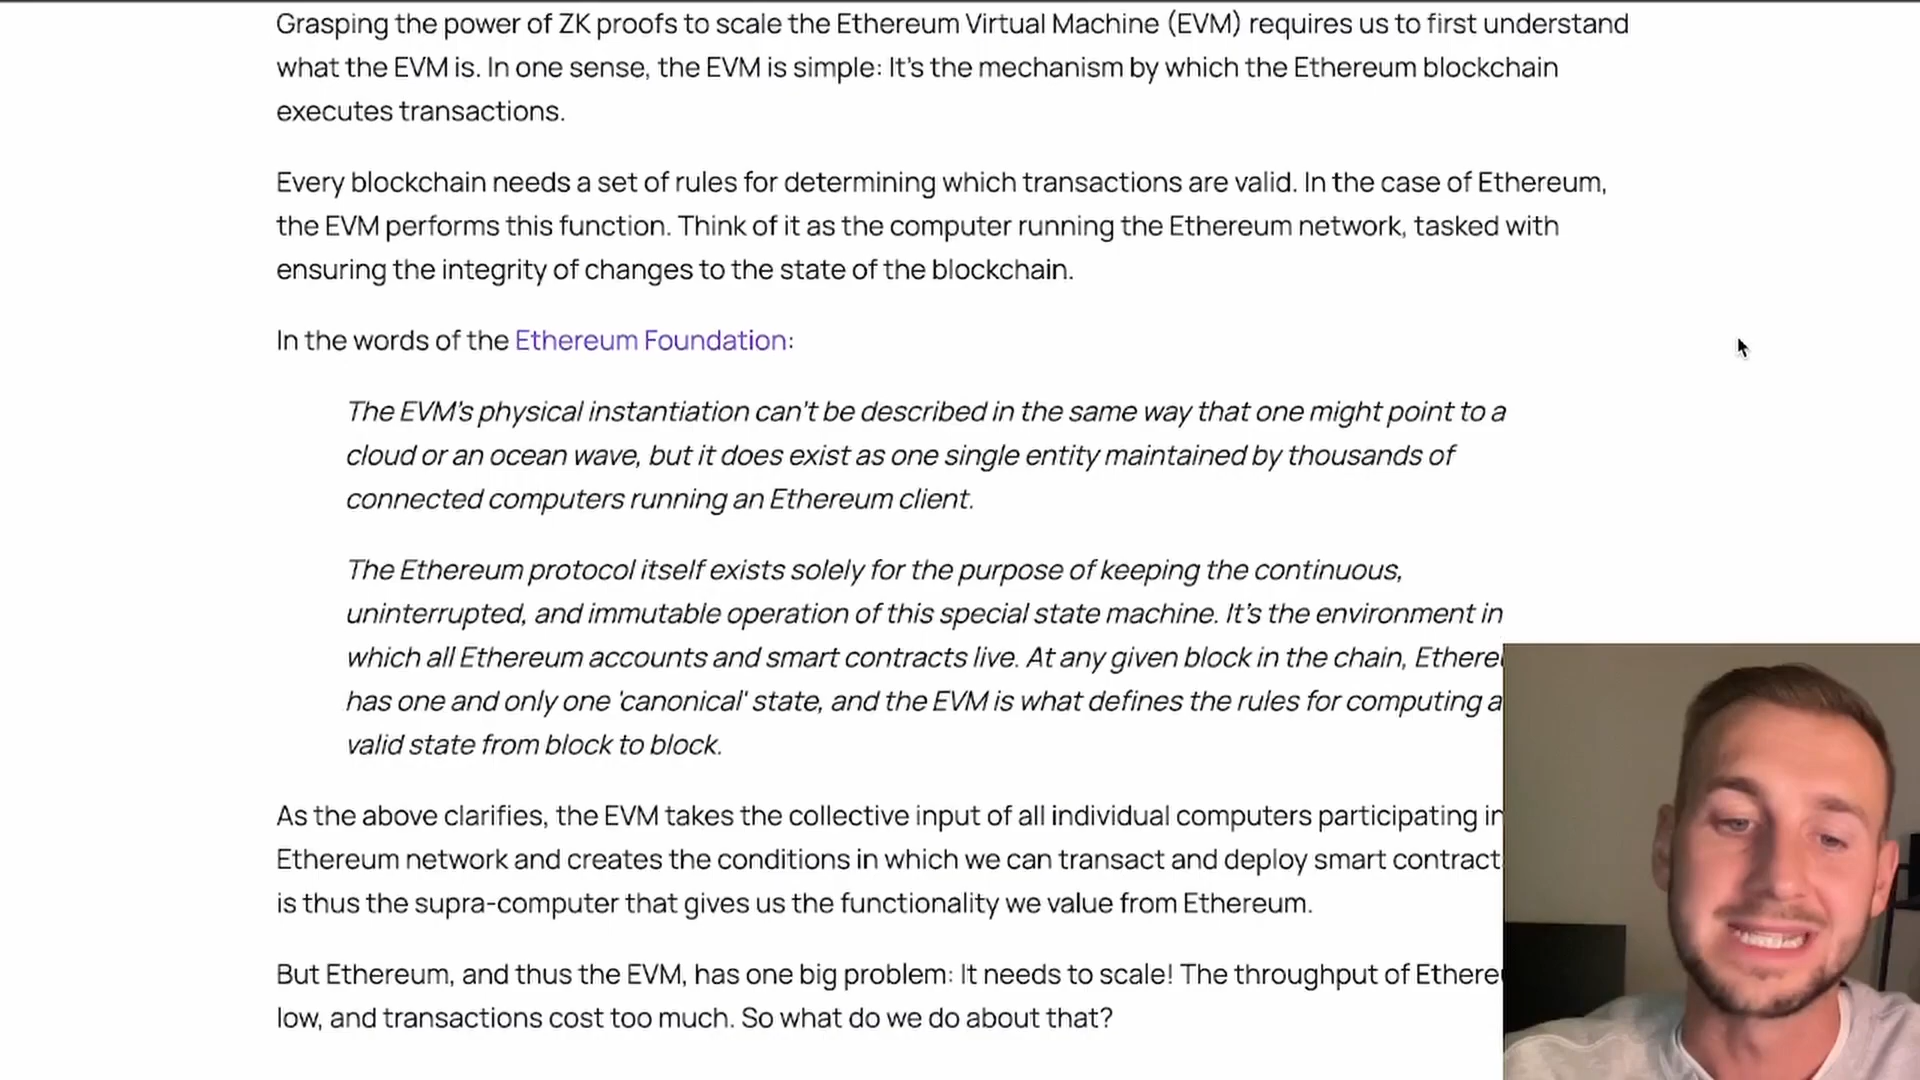 Grasping the power of ZK proofs to scale the Ethereum Virtual Machine (EVM) requires us to first understand
what the EVM is. In one sense, the EVM is simple: It's the mechanism by which the Ethereum blockchain
executes transactions.
Every blockchain needs a set of rules for determining which transactions are valid. In the case of Ethereum,
the EVM performs this function. Think of it as the computer running the Ethereum network, tasked with
ensuring the integrity of changes to the state of the blockchain.
In the words of the Ethereum Foundation:
The EVM's physical instantiation can't be described in the same way that one might point to a
cloud or an ocean wave, but it does exist as one single entity maintained by thousands of
connected computers running an Ethereum client.
The Ethereum protocol itself exists solely for the purpose of keeping the continuous,
uninterrupted, and immutable operation of this special state machine. It's the environment in
which all Ethereum accounts and smart contracts live. At any given block in the chain,
has one and only one 'canonical' state, and the EVM is what defines the rules for computing a
valid state from block to block.
As the above clarifies, the EVM takes the collective input of all individual computers participating in
Ethereum network and creates the conditions in which we can transact and deploy smart contract
is thus the supra-computer that gives us the functionality we value from Ethereum.
But Ethereum, and thus the EVM, has one big problem: It needs to scale! The throughput of
low, and transactions cost too much. So what do we do about that?